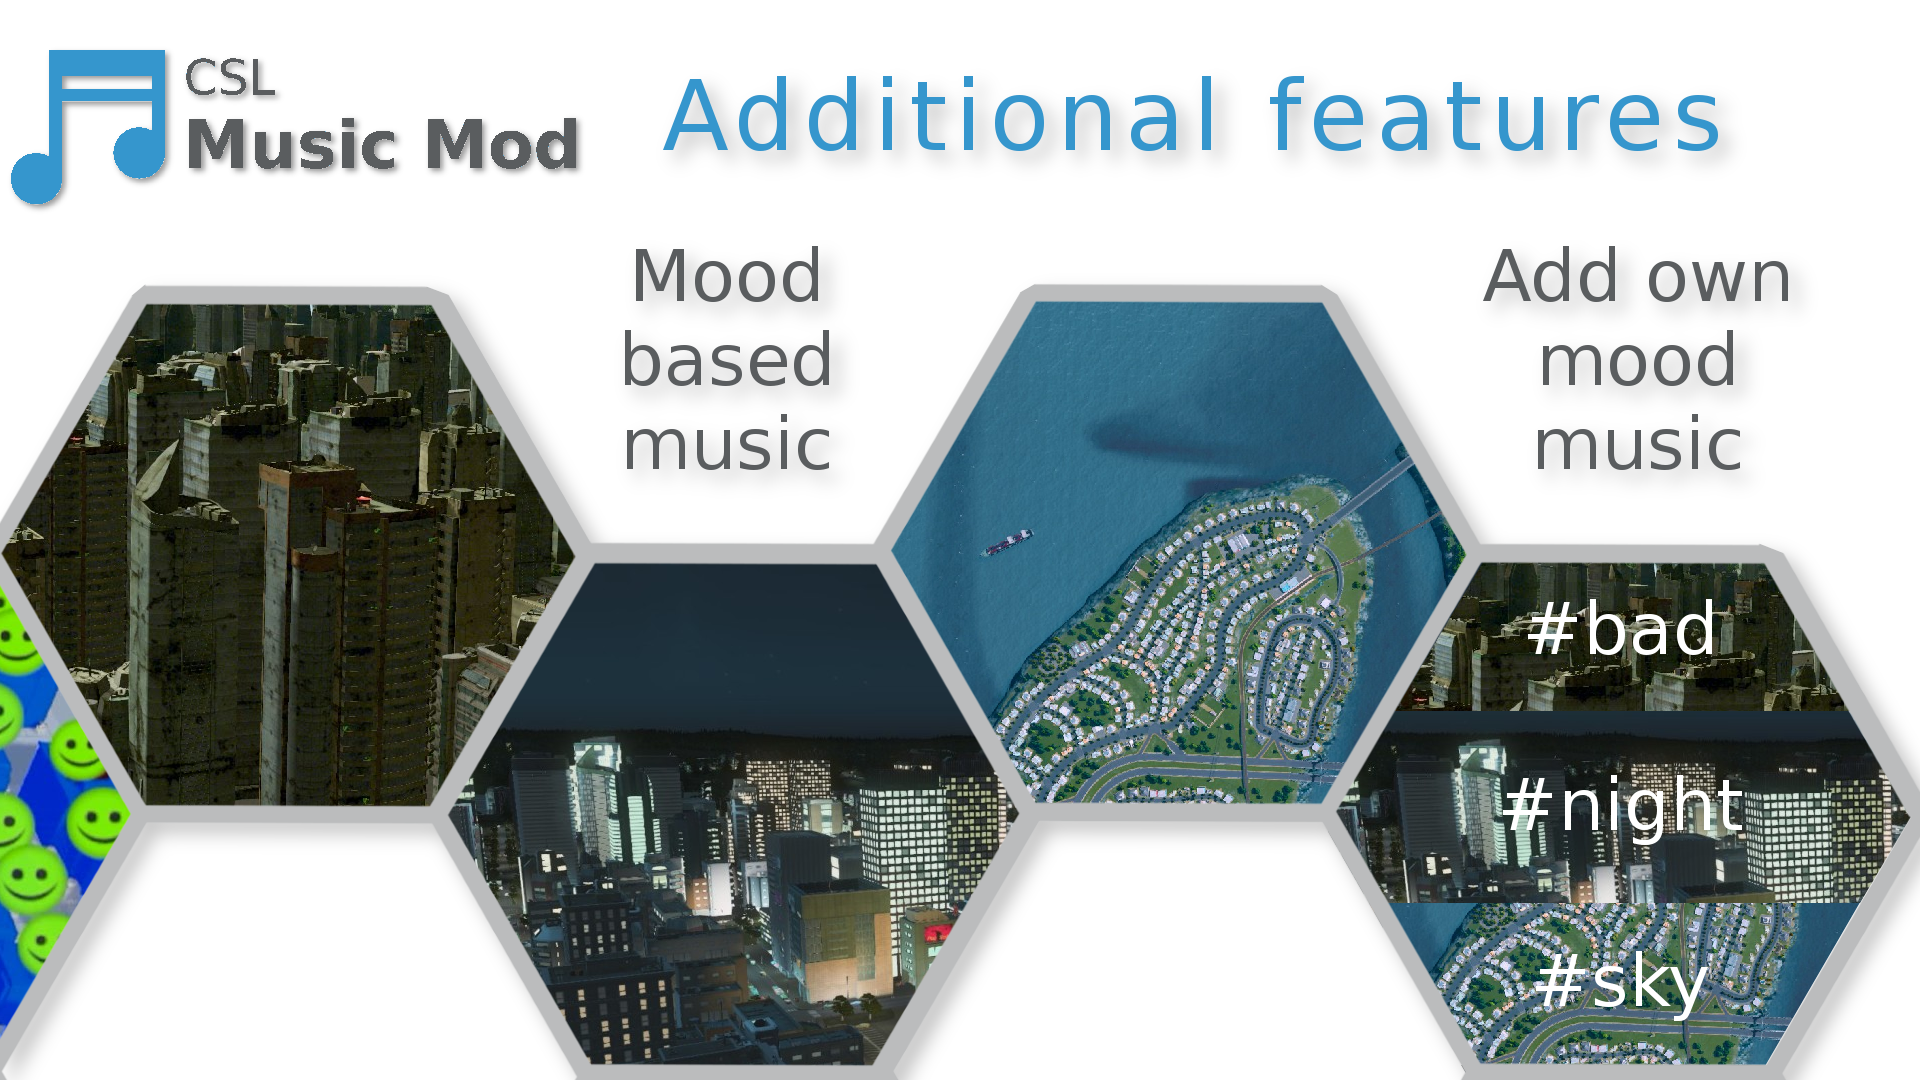 CSL
Music Mod
Additional features
Mood
based
music
Add own
mood
music
#bad
#night
#sky